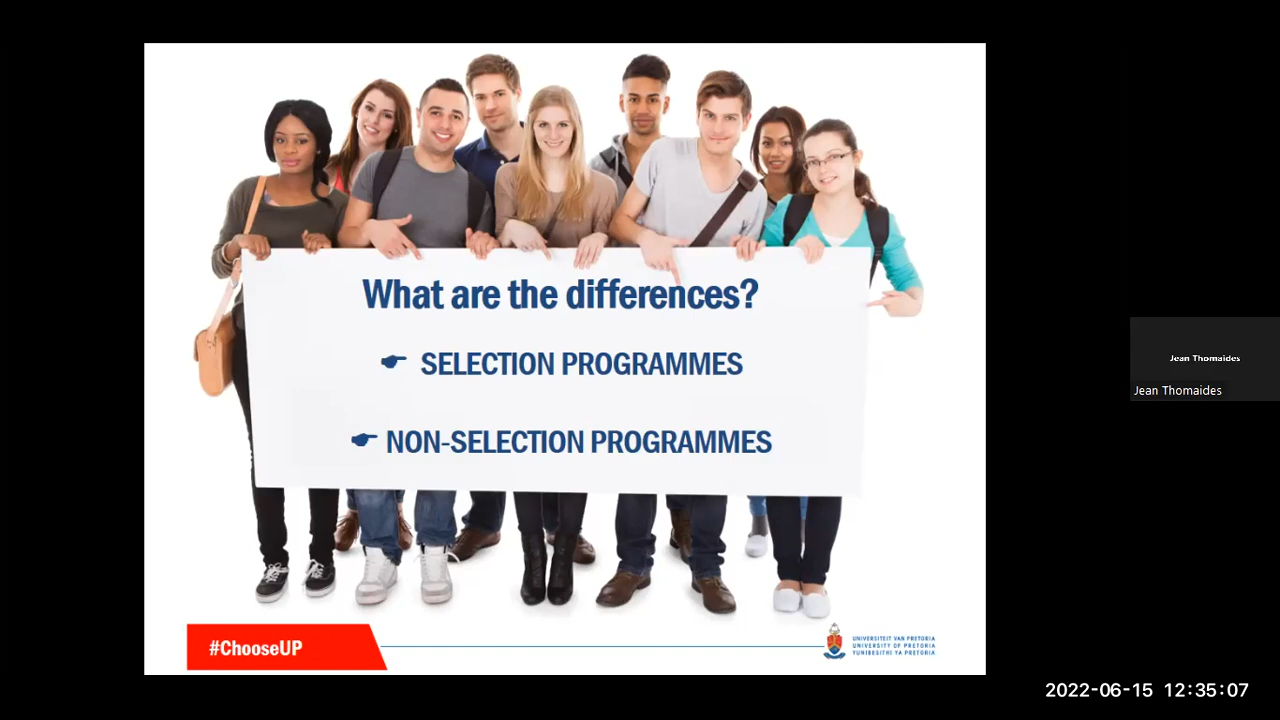 What are the differences?
SELECTION PROGRAMMES
NON-SELECTION PROGRAMMES
Jean Thomaides
Jean Thomaides
#ChooseUP
UNIVERSITEIT VAN PRETORIA
UNIVERSITY OF PRETORIA
YUNIBESITHI YA PRETORIA
2022-06-15 12:35:07